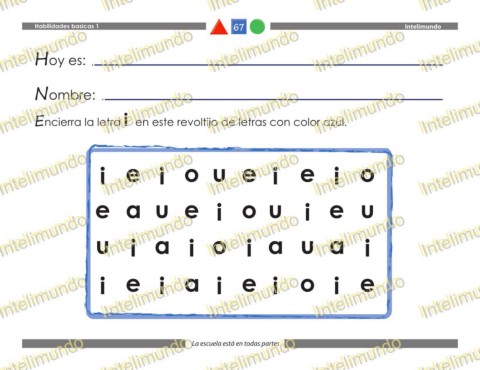 Habilidades basicas 1 67 Intelimundo
Hoy es:
Nombre:
Encierra la letra i en este revoltijo de letras con color azul.
i e i o u e i e i o
e a u e i o u i e u
u i a i o i a u a i
i e i a i e i o i e
La escuela está en todas partes
Intelimundo